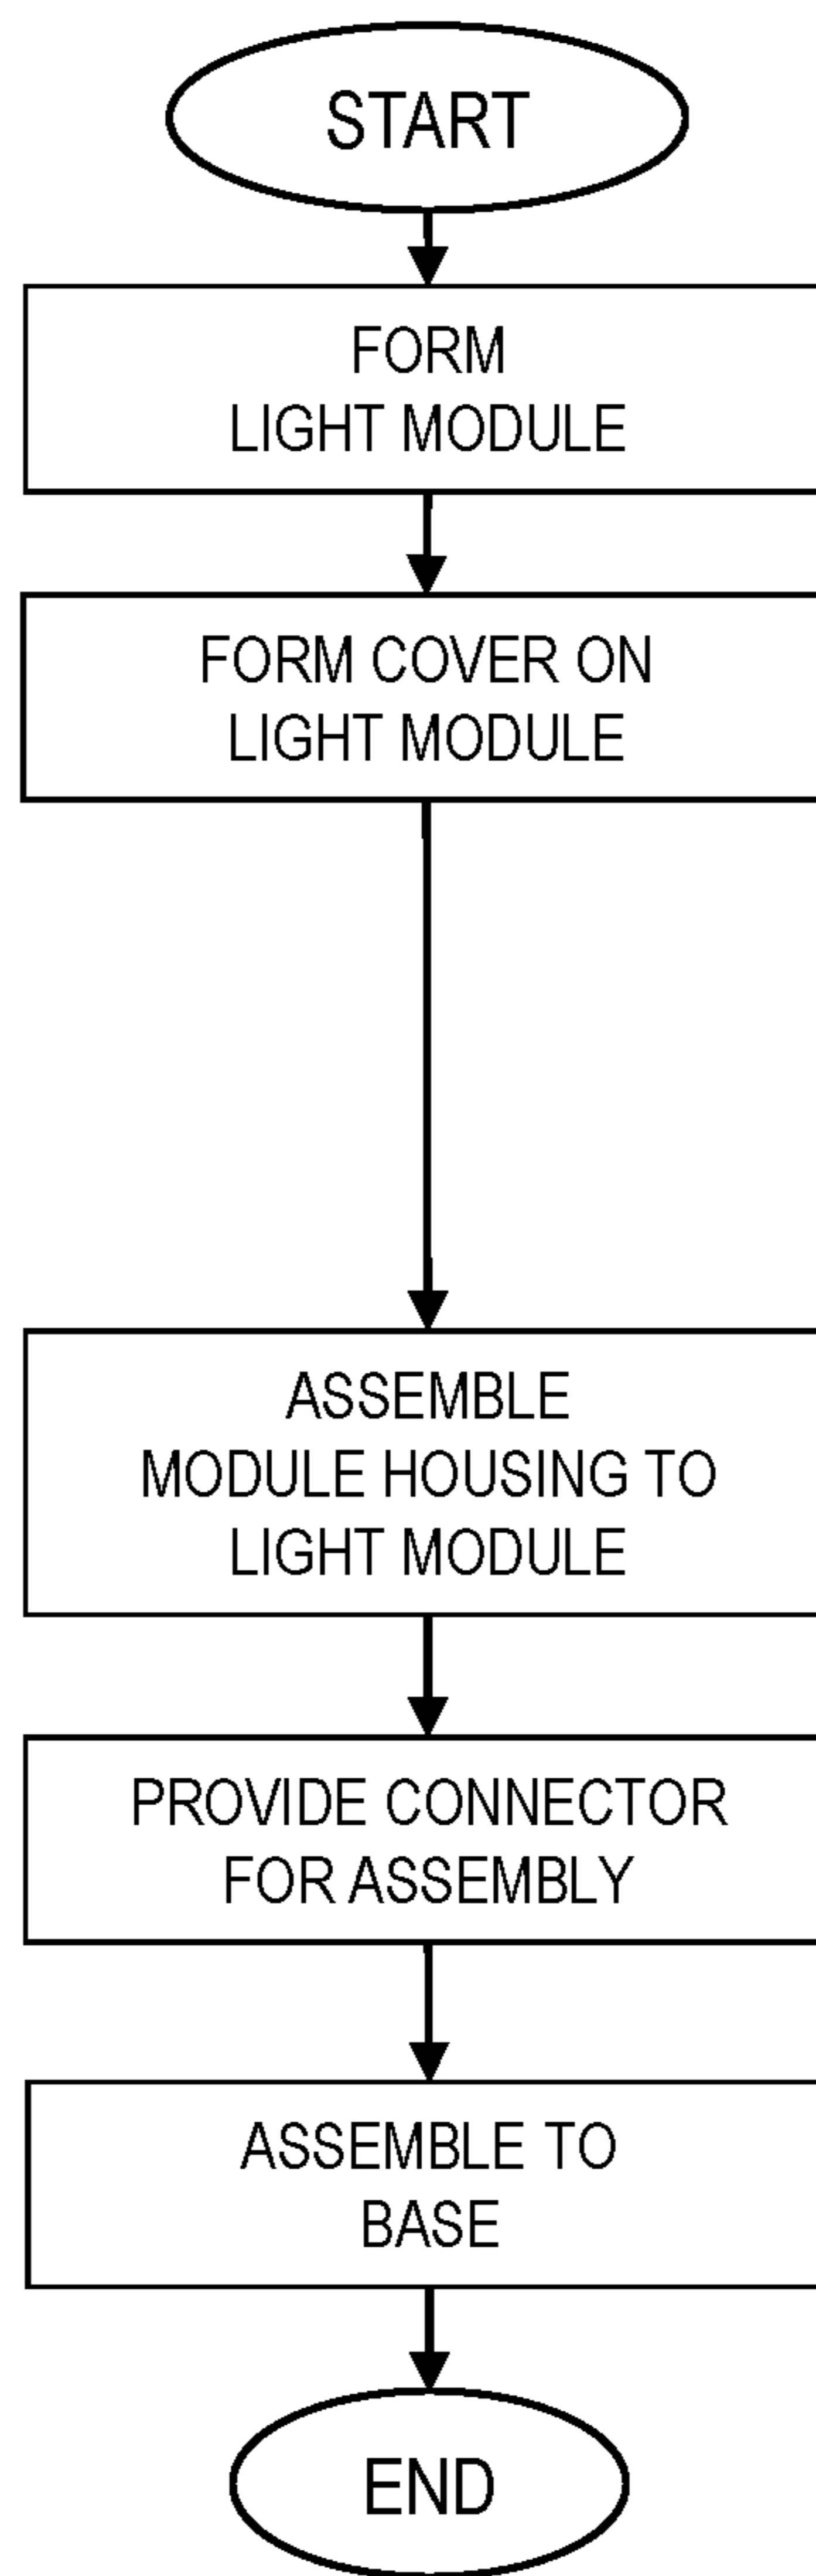 START
FORM
LIGHT MODULE
FORM COVER ON
LIGHT MODULE
ASSEMBLE
MODULE HOUSING TO
LIGHT MODULE
PROVIDE CONNECTOR
FOR ASSEMBLY
ASSEMBLE TO
BASE
END